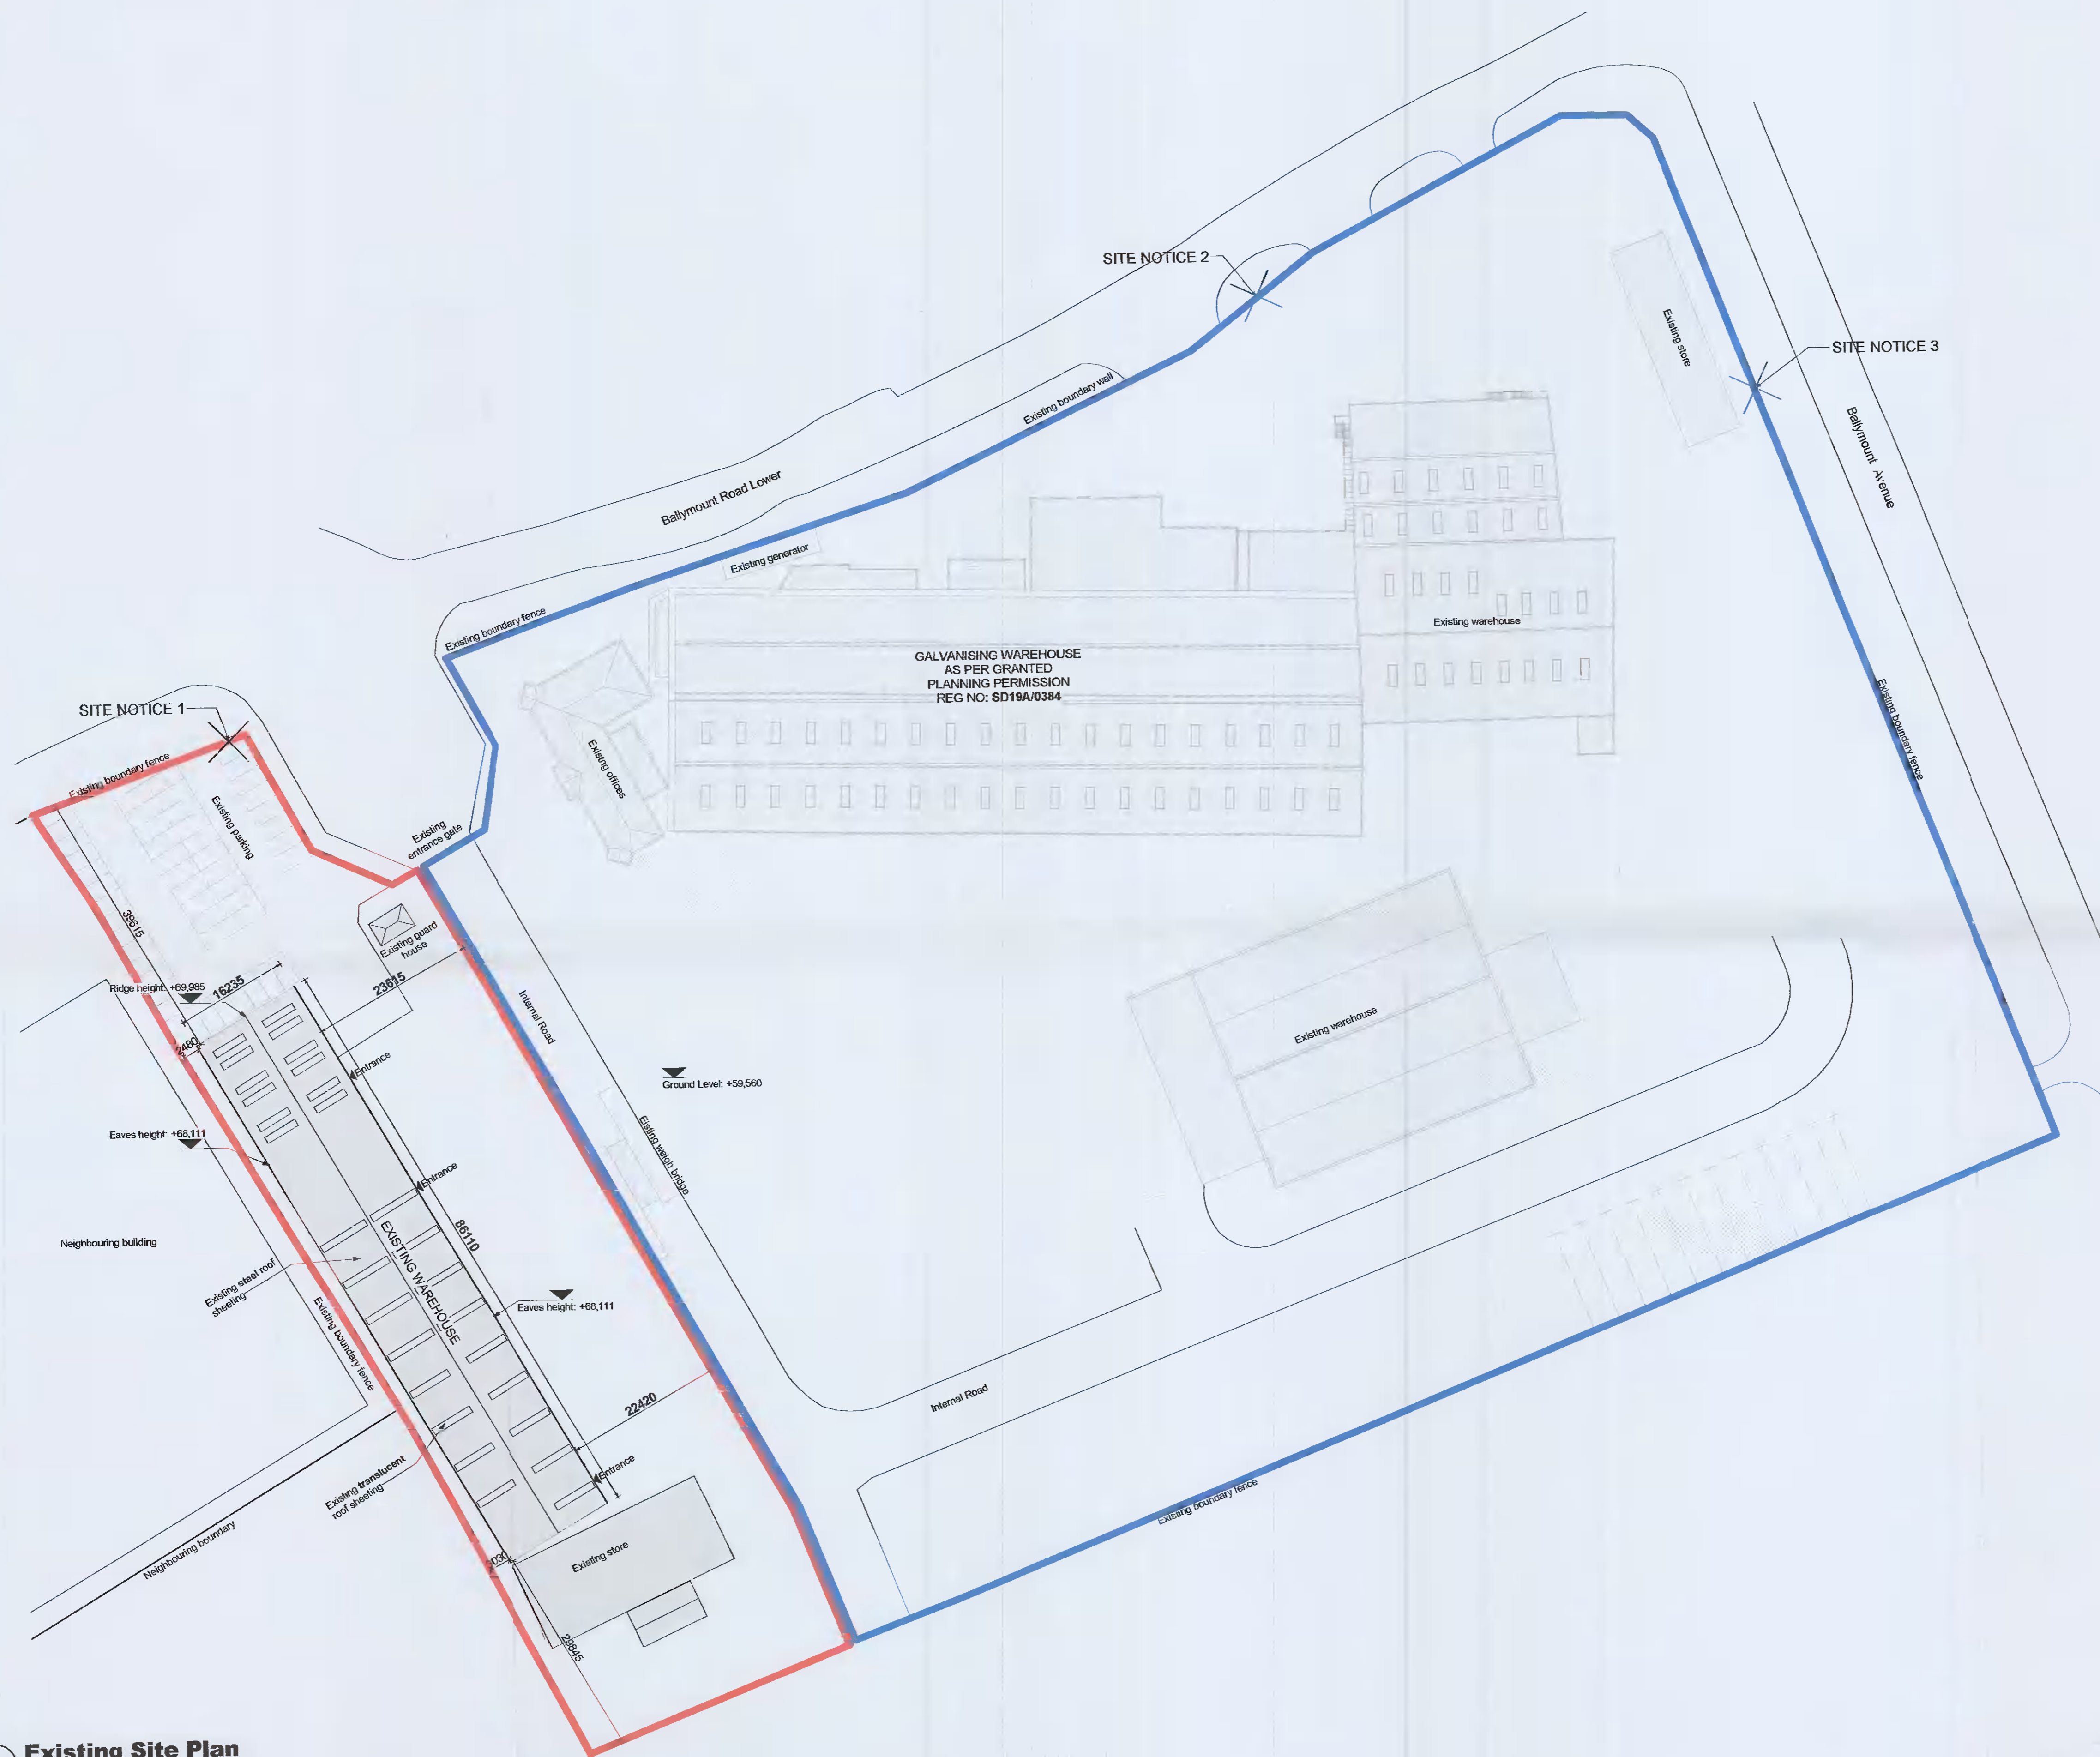 SITE NOTICE 2
SITE NOTICE 3
Existing store
Ballymount Avenue
Existing boundary wall
Ballymount Road Lower
Existing generator
Existing boundary fence
Existing warehouse
GALVANISING WAREHOUSE
AS PER GRANTED
PLANNING PERMISSION
REG NO: SD19A/0384
Existing offices
Existing boundary fence
SITE NOTICE 1
Existing boundary fence
Existing parking
Existing
entrance gate
39615
Existing guard
house
Ridge height: +69,985
16235
23615
2480
Internal Road
Entrance
Existing warehouse
Ground Level: +59,560
Eaves height: +68,111
Existing weigh bridge
Entrance
86110
Neighbouring building
EXISTING WAREHOUSE
Existing steel roof
sheeting
Eaves height: +68,111
Existing boundary fence
22420
Internal Road
Entrance
Existing translucent
roof sheeting
Existing boundary fence
Neighbouring boundary
Existing store
29845
Existing Site Plan